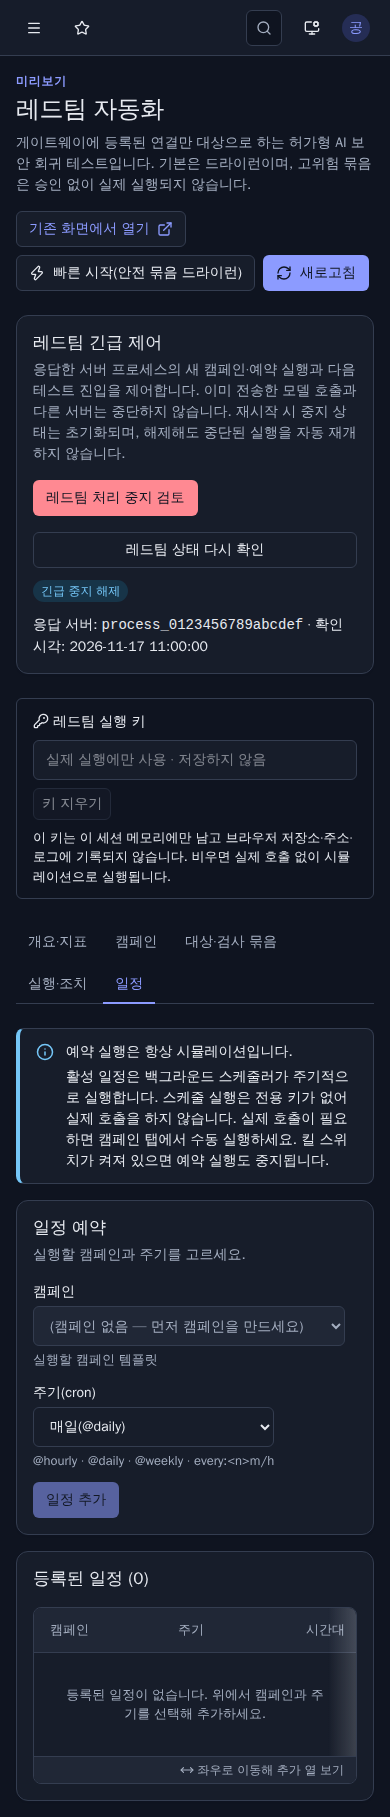 공
미리보기
레드팀 자동화
게이트웨이에 등록된 연결만 대상으로 하는 허가형 AI 보
안 회귀 테스트입니다. 기본은 드라이런이며, 고위험 묶음
은 승인 없이 실제 실행되지 않습니다.
기존 화면에서 열기
빠른 시작(안전 묶음 드라이런)
새로고침
레드팀 긴급 제어
응답한 서버 프로세스의 새 캠페인·예약 실행과 다음
테스트 진입을 제어합니다. 이미 전송한 모델 호출과
다른 서버는 중단하지 않습니다. 재시작 시 중지 상
태는 초기화되며, 해제해도 중단된 실행을 자동 재개
하지 않습니다.
레드팀 처리 중지 검토
레드팀 상태 다시 확인
긴급 중지 해제
응답 서버: process_0123456789abcdef · 확인
시각: 2026-11-17 11:00:00
레드팀 실행 키
실제 실행에만 사용 · 저장하지 않음
키 지우기
이 키는 이 세션 메모리에만 남고 브라우저 저장소·주소·
로그에 기록되지 않습니다. 비우면 실제 호출 없이 시뮬
레이션으로 실행됩니다.
개요·지표 캠페인 대상·검사 묶음
실행·조치 일정
예약 실행은 항상 시뮬레이션입니다.
활성 일정은 백그라운드 스케줄러가 주기적으
로 실행합니다. 스케줄 실행은 전용 키가 없어
실제 호출을 하지 않습니다. 실제 호출이 필요
하면 캠페인 탭에서 수동 실행하세요. 킬 스위
치가 켜져 있으면 예약 실행도 중지됩니다.
일정 예약
실행할 캠페인과 주기를 고르세요.
캠페인
(캠페인 없음 — 먼저 캠페인을 만드세요)
실행할 캠페인 템플릿
주기(cron)
매일(@daily)
@hourly · @daily · @weekly · every:<n>m/h
일정 추가
등록된 일정 (0)
캠페인 주기 시간대
등록된 일정이 없습니다. 위에서 캠페인과 주
기를 선택해 추가하세요.
좌우로 이동해 추가 열 보기